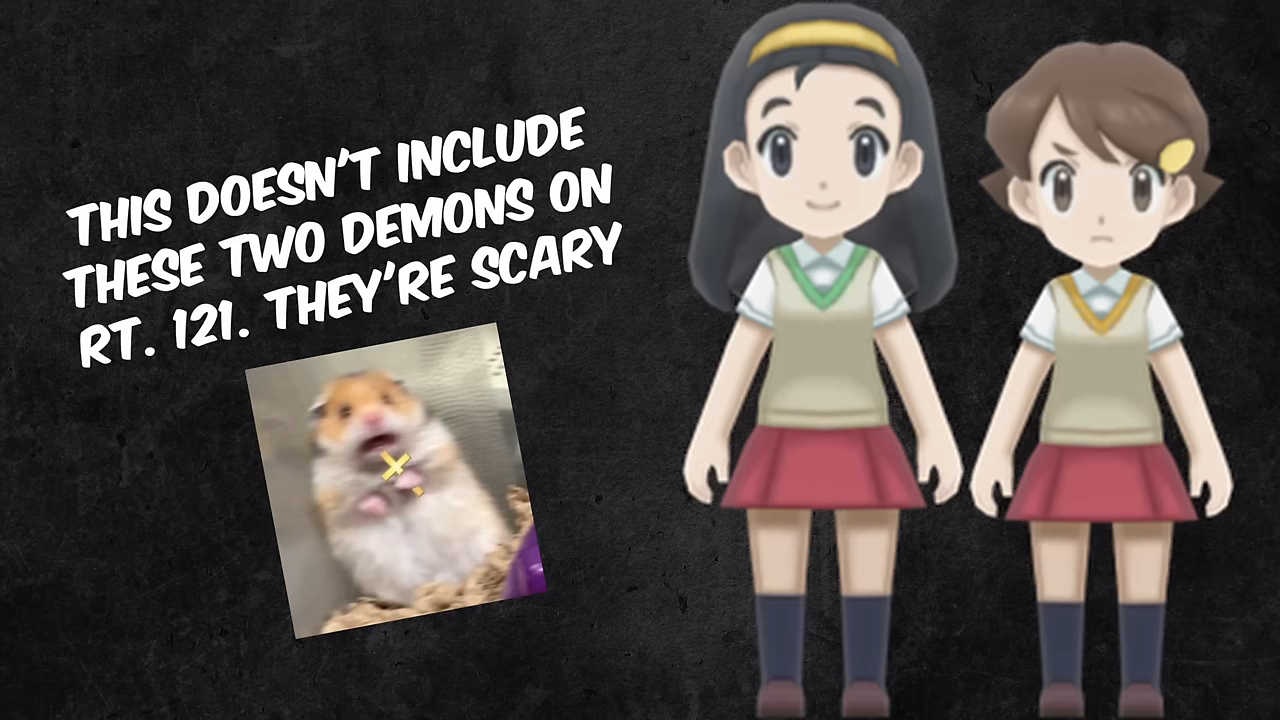 THIS DOESN'T INCLUDE
THESE TWO DEMONS ON
RT. 121. THEY'RE SCARY